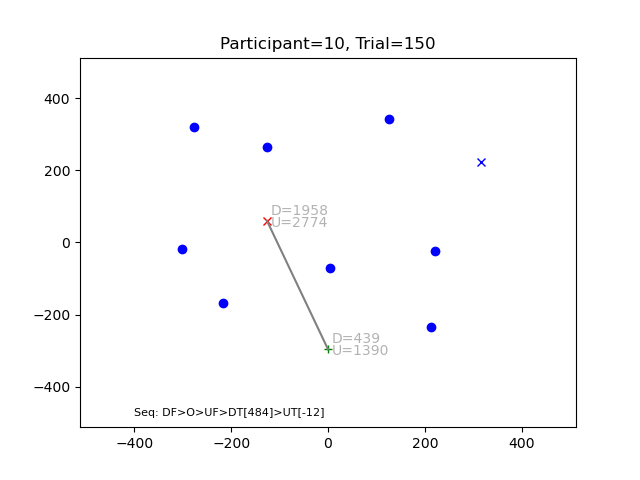 Participant=10, Trial=150
400
200
0
−200
−400
D=1958
U=2774
D=439
U=1390
Seq: DF>O>UF>DT[484]>UT[-12]
−400
−200
0
200
400